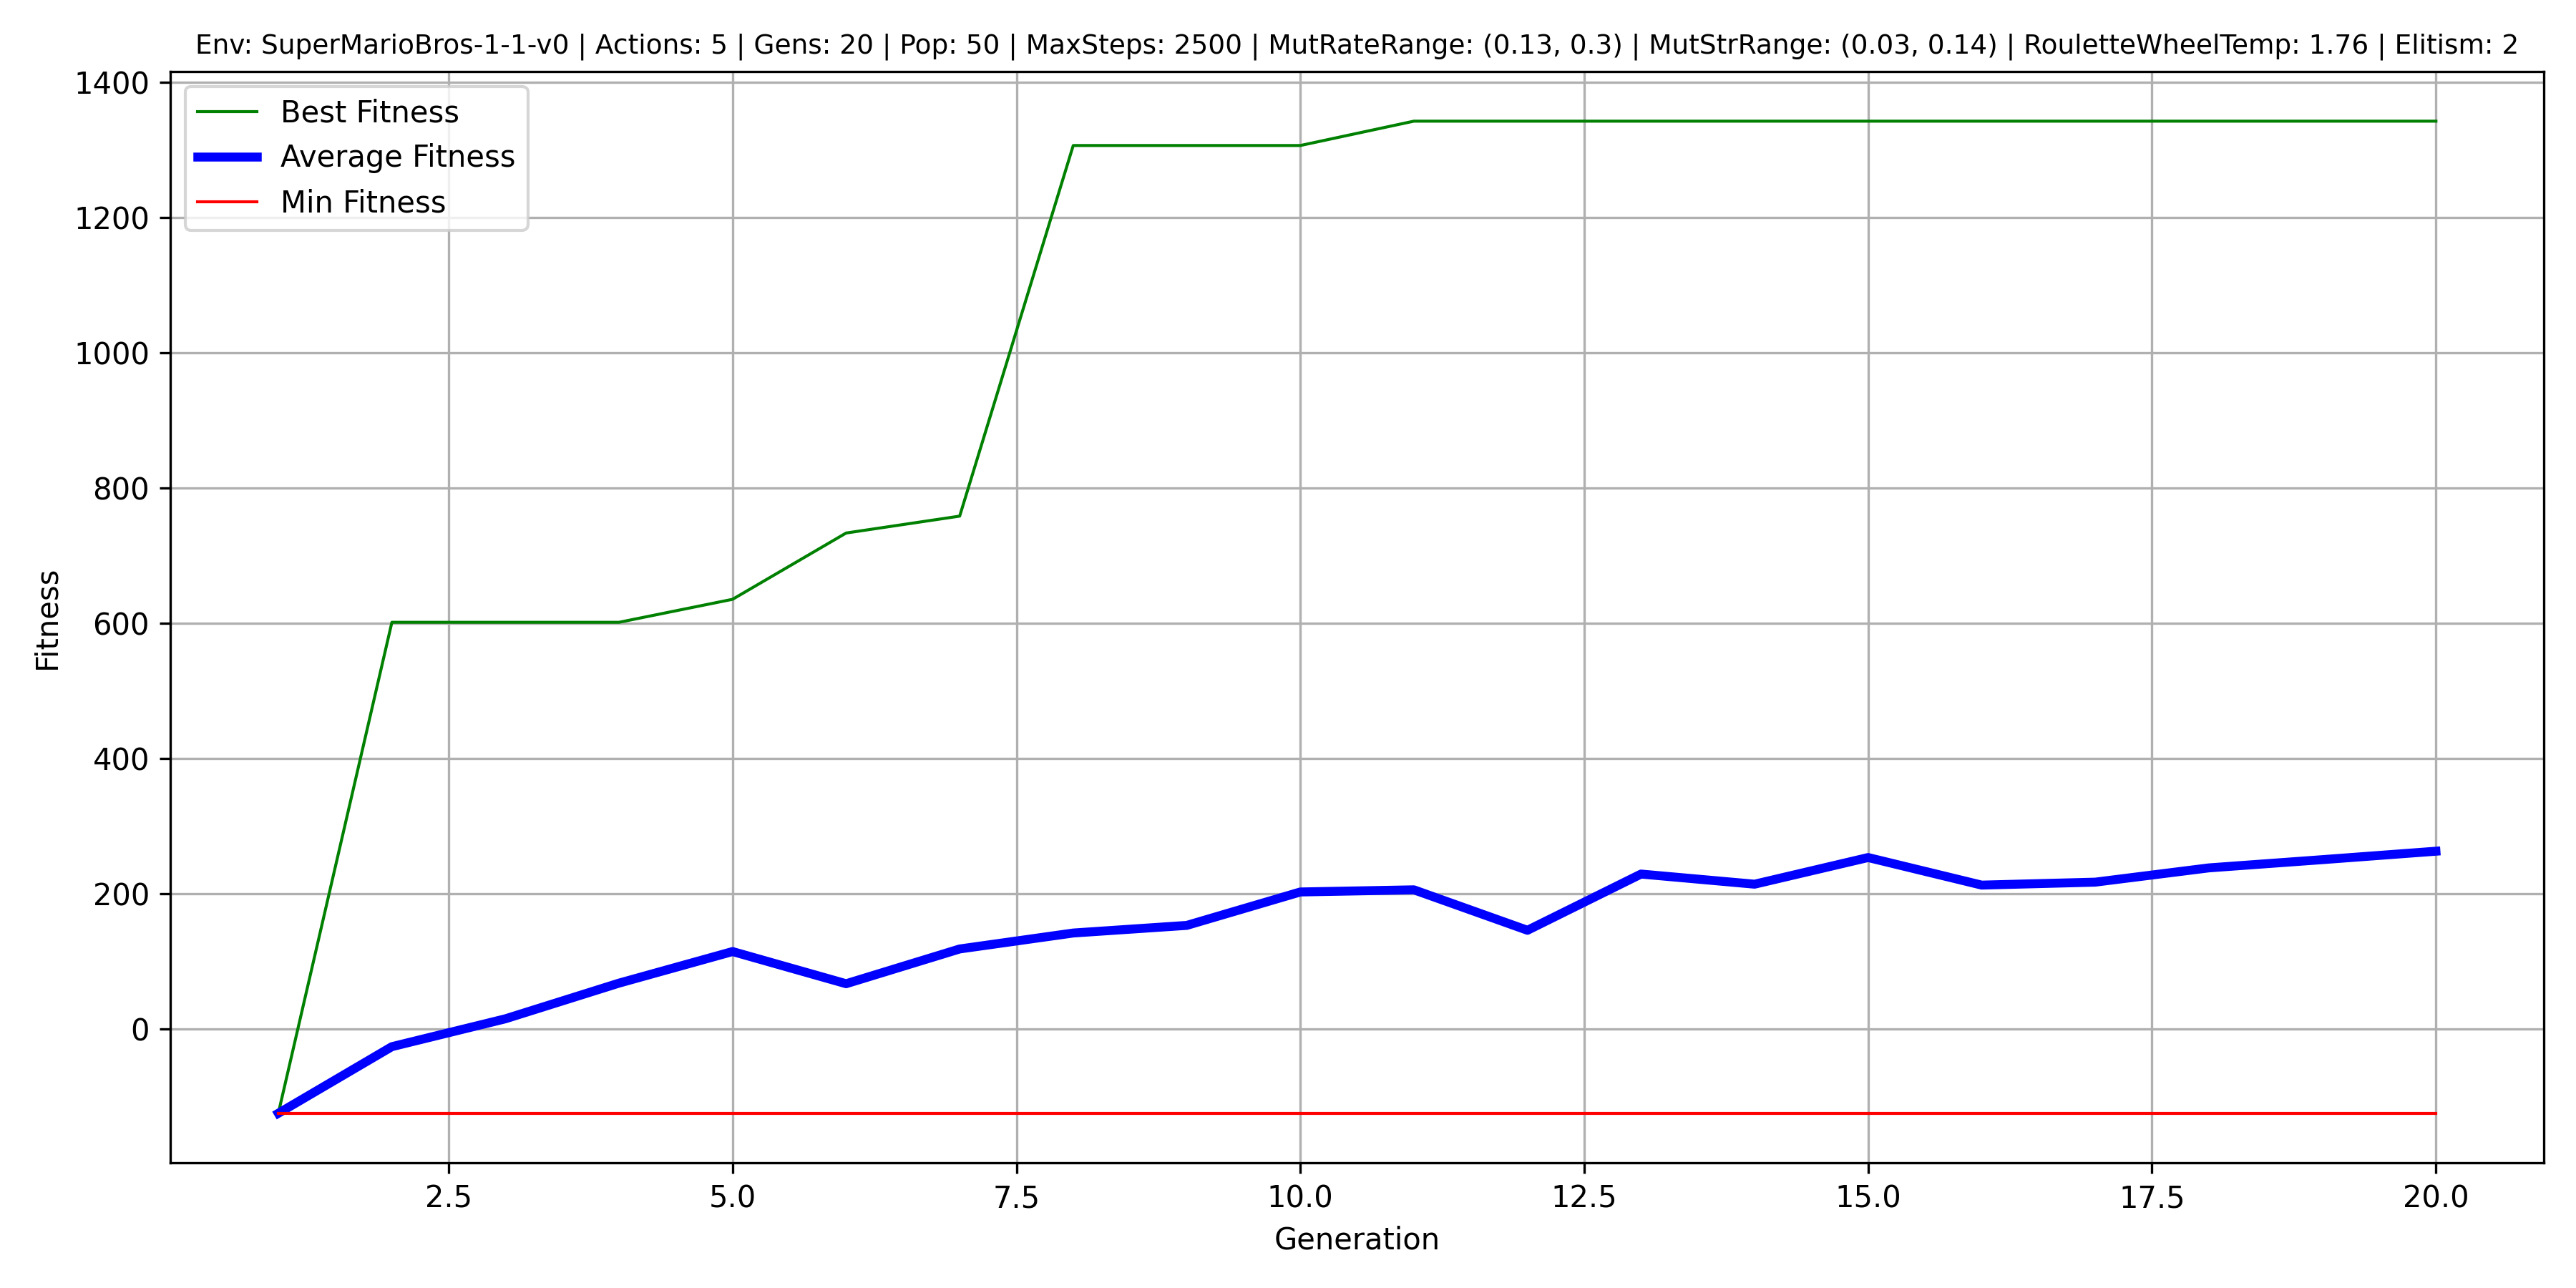 Env: SuperMarioBros-1-1-v0 | Actions: 5 | Gens: 20 | Pop: 50 | MaxSteps: 2500 | MutRateRange: (0.13, 0.3) | MutStrRange: (0.03, 0.14) | RouletteWheelTemp: 1.76 | Elitism: 2
Best Fitness
Average Fitness
Min Fitness
1400
1200
1000
800
600
400
200
0
Fitness
2.5 5.0 7.5 10.0 12.5 15.0 17.5 20.0
Generation